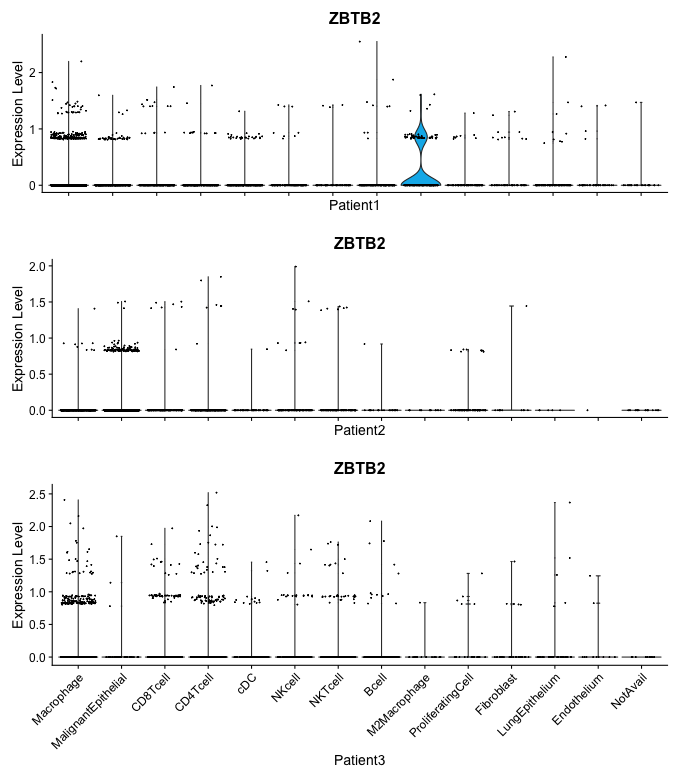 ZBTB2
Expression Level
2
1
0
Patient1
ZBTB2
Expression Level
2.0
1.5
1.0
0.5
0.0
Patient2
ZBTB2
Expression Level
2.5
2.0
1.5
1.0
0.5
0.0
Macrophage
MalignantEpithelial
CD8Tcell
CD4Tcell
cDC
NKcell
NKTcell
Bcell
M2Macrophage
ProliferatingCell
Fibroblast
LungEpithelium
Endothelium
NotAvail
Patient3